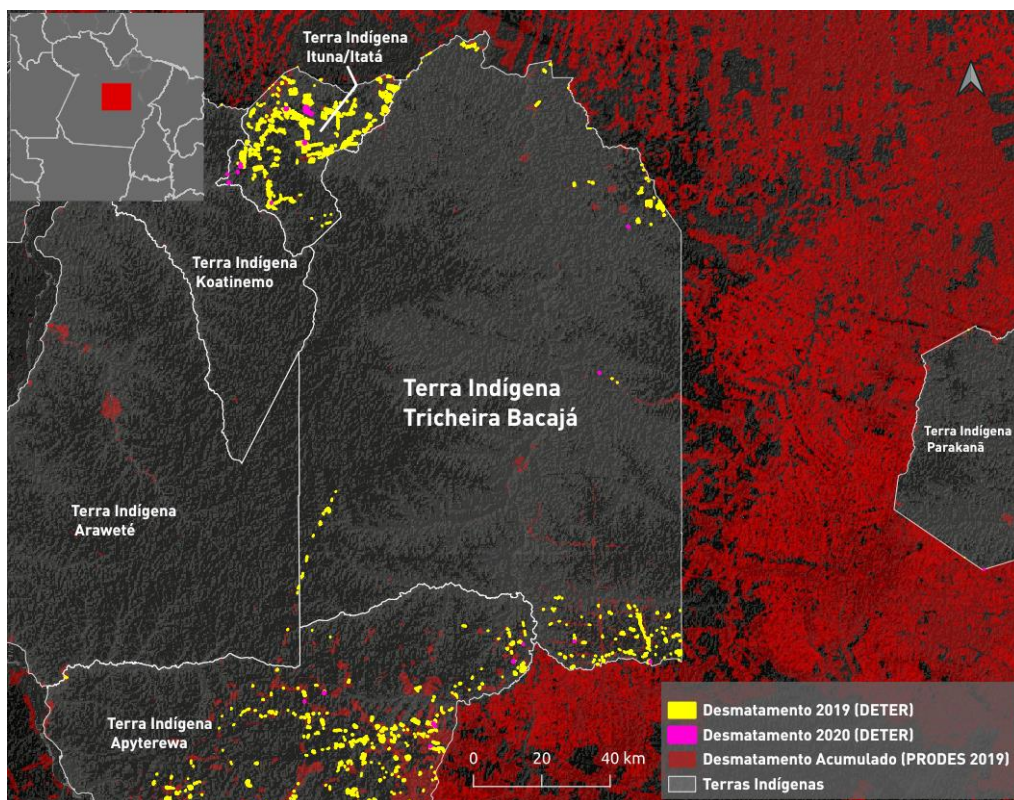 Terra Indígena
Ituna/Itatá
Terra Indígena
Koatinemo
Terra Indígena
Tricheira Bacajá
Terra Indígena
Parakanã
Terra Indígena
Araweté
Terra Indígena
Apyterewa
0 20 40 km
Desmatamento 2019 (DETER)
Desmatamento 2020 (DETER)
Desmatamento Acumulado (PRODES 2019)
Terras Indígenas